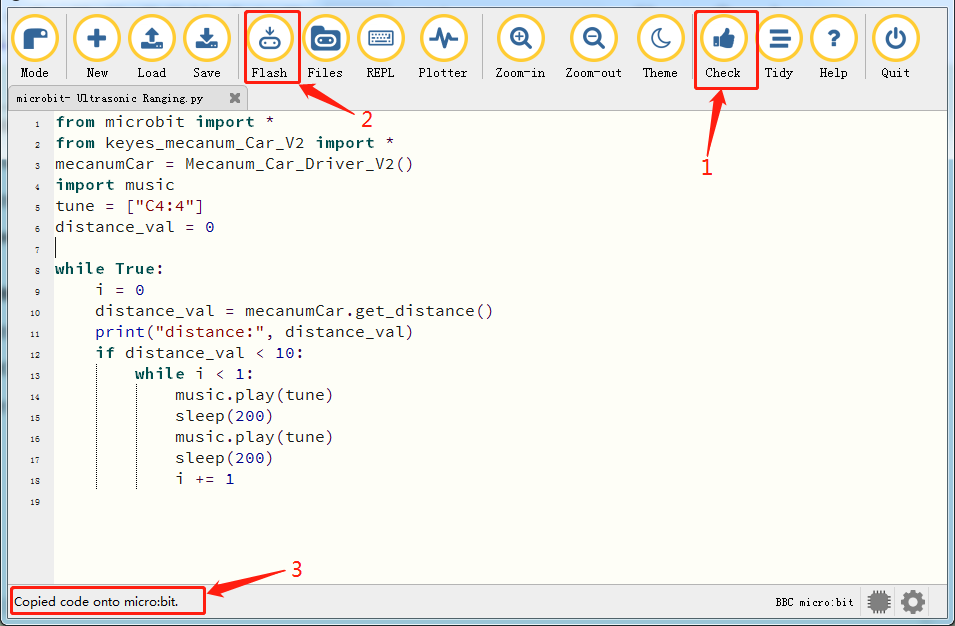 Mode New Load Save Flash Files REPL Plotter Zoom-in Zoom-out Theme Check Tidy Help Quit
microbit- Ultrasonic Ranging.py
2
1
1 from microbit import *
2 from keyes_mecanum_Car_V2 import *
3 mecanumCar = Mecanum_Car_Driver_V2()
4 import music
5 tune = ["C4:4"]
6 distance_val = 0
7
8 while True:
9     i = 0
10     distance_val = mecanumCar.get_distance()
11     print("distance:", distance_val)
12     if distance_val < 10:
13         while i < 1:
14             music.play(tune)
15             sleep(200)
16             music.play(tune)
17             sleep(200)
18             i += 1
19
3
Copied code onto micro:bit.
BBC micro:bit